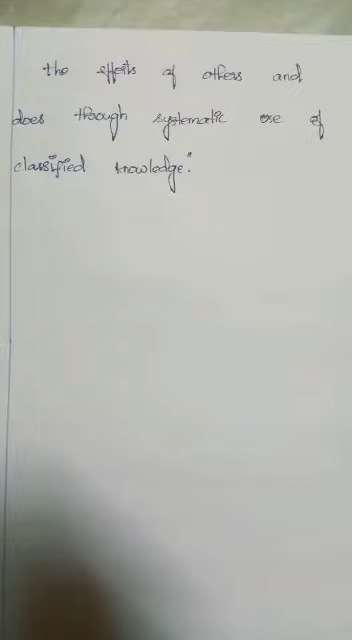 the efforts of others and
does through systematic use of
classified knowledge."